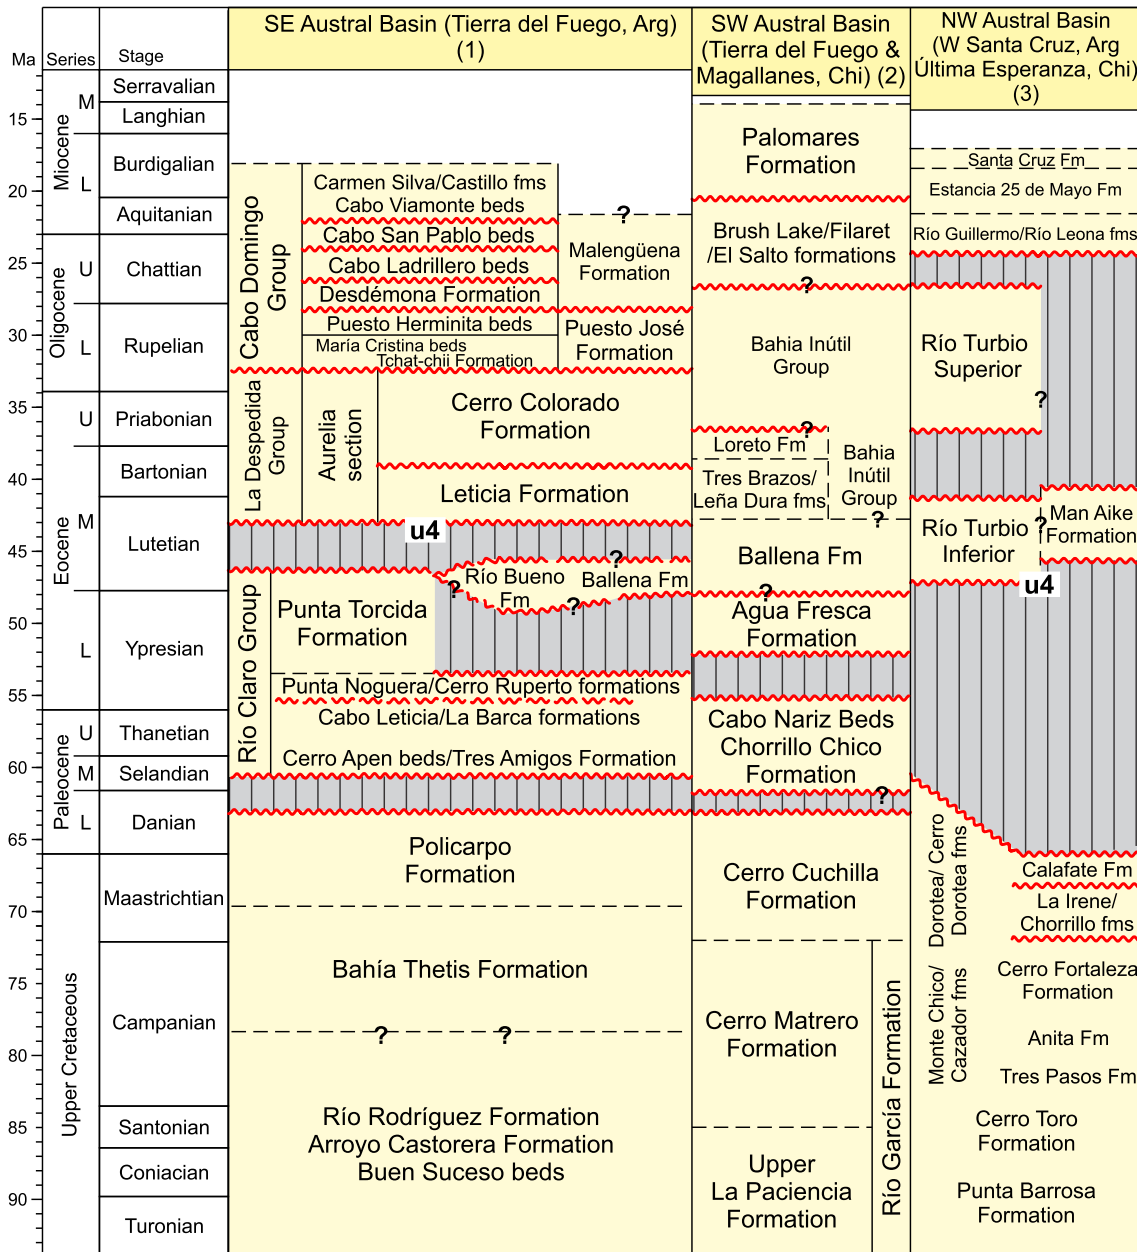 SE Austral Basin (Tierra del Fuego, Arg)
(1)
SW Austral Basin
(Tierra del Fuego &
Magallanes, Chi) (2)
NW Austral Basin
(W Santa Cruz, Arg
Última Esperanza, Chi)
(3)
Ma
Series
Stage
15
20
25
30
35
40
45
50
55
60
65
70
75
80
85
90
Miocene
M
L
Oligocene
U
L
Eocene
U
M
L
Paleocene
U
M
L
Upper Cretaceous
Serravalian
Langhian
Burdigalian
Aquitanian
Chattian
Rupelian
Priabonian
Bartonian
Lutetian
Ypresian
Thanetian
Selandian
Danian
Maastrichtian
Campanian
Santonian
Coniacian
Turonian
Cabo Domingo
Group
Carmen Silva/Castillo fms
Cabo Viamonte beds
Cabo San Pablo beds
Cabo Ladrillero beds
Desdémona Formation
Puesto Herminita beds
María Cristina beds
Tchat-chii Formation
?
Malengüena
Formation
Puesto José
Formation
La Despedida
Group
Aurelia
section
Cerro Colorado
Formation
Leticia Formation
u4
Río Claro Group
Punta Torcida
Formation
?
Río Bueno
Fm
?
Ballena Fm
?
Punta Noguera/Cerro Ruperto formations
Cabo Leticia/La Barca formations
Cerro Apen beds/Tres Amigos Formation
Policarpo
Formation
Bahía Thetis Formation
?
?
Río Rodríguez Formation
Arroyo Castorera Formation
Buen Suceso beds
Palomares
Formation
Brush Lake/Filaret
/El Salto formations
?
Bahia Inútil
Group
?
Loreto Fm
Tres Brazos/
Leña Dura fms
Bahia
Inútil
Group
?
Ballena Fm
?
Agua Fresca
Formation
Cabo Nariz Beds
Chorrillo Chico
Formation
?
Cerro Cuchilla
Formation
Cerro Matrero
Formation
Upper
La Paciencia
Formation
Río García Formation
Santa Cruz Fm
Estancia 25 de Mayo Fm
Río Guillermo/Río Leona fms
Río Turbio
Superior
?
Río Turbio
Inferior
?
Man Aike
Formation
u4
Dorotea/ Cerro
Dorotea fms
Calafate Fm
La Irene/
Chorrillo fms
Monte Chico/
Cazador fms
Cerro Fortaleza
Formation
Anita Fm
Tres Pasos Fm
Cerro Toro
Formation
Punta Barrosa
Formation